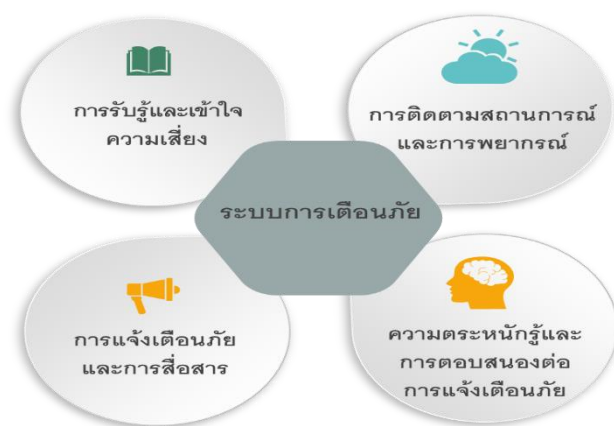 การรับรู้และเข้าใจ
ความเสี่ยง
การติดตามสถานการณ์
และการพยากรณ์
ระบบการเตือนภัย
การแจ้งเตือนภัย
และการสื่อสาร
ความตระหนักรู้และ
การตอบสนองต่อ
การแจ้งเตือนภัย